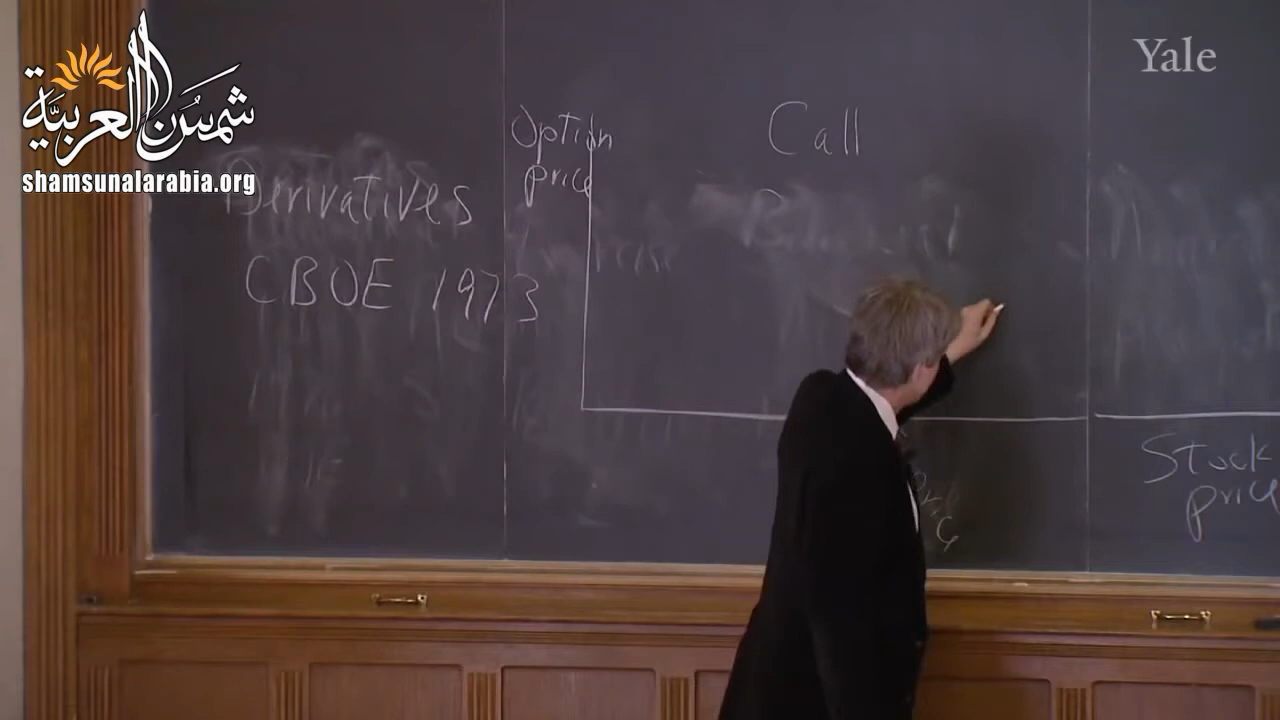 شمس العربية
shamsunalarabia.org
Yale
Derivatives
CBOE 1973
Option
price
Call
Stock
price